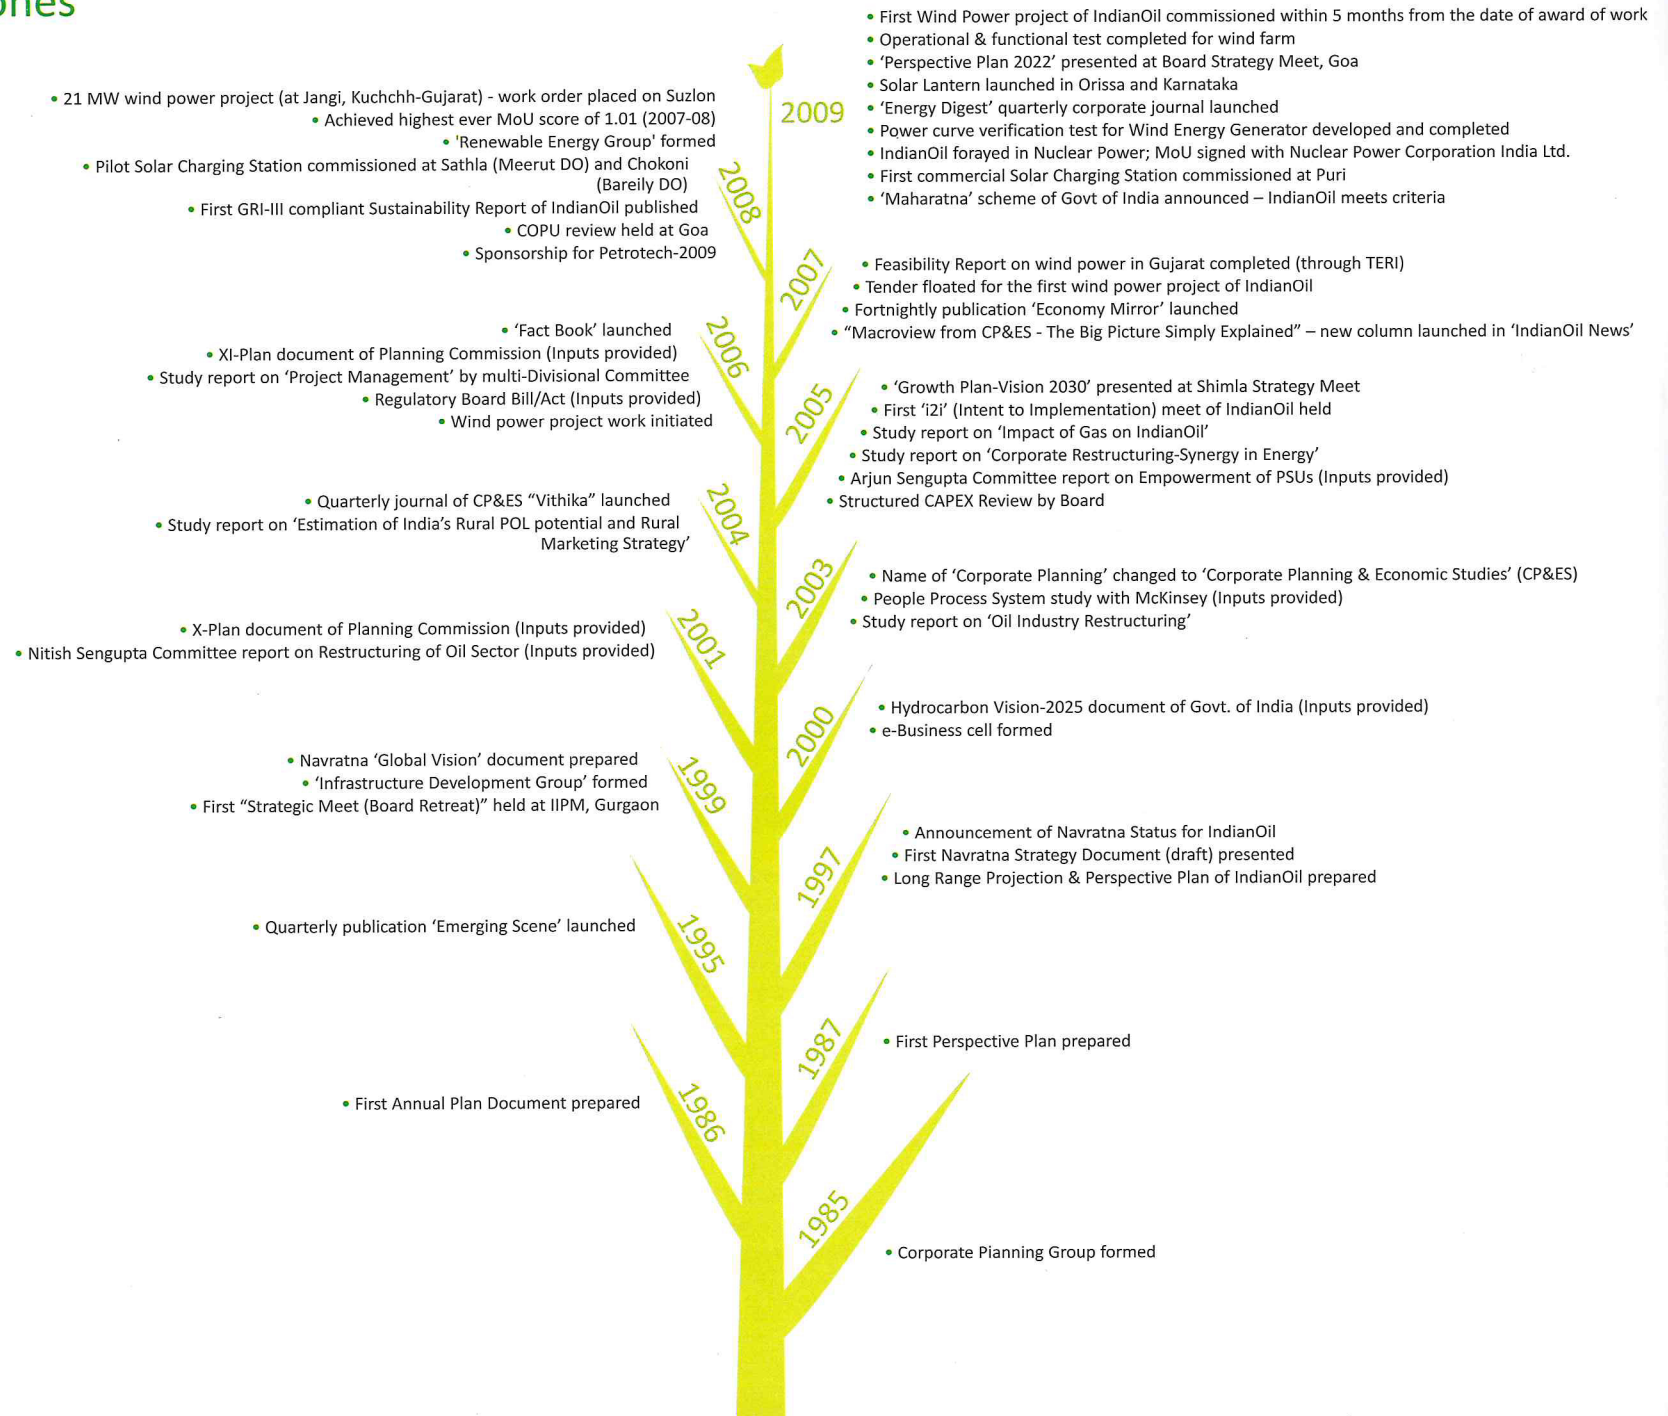 ones
• First Wind Power project of IndianOil commissioned within 5 months from the date of award of work
• Operational & functional test completed for wind farm
• ‘Perspective Plan 2022’ presented at Board Strategy Meet, Goa
• Solar Lantern launched in Orissa and Karnataka
• ‘Energy Digest’ quarterly corporate journal launched
• Power curve verification test for Wind Energy Generator developed and completed
• IndianOil forayed in Nuclear Power; MoU signed with Nuclear Power Corporation India Ltd.
• First commercial Solar Charging Station commissioned at Puri
• ‘Maharatna’ scheme of Govt of India announced – IndianOil meets criteria
2009
• 21 MW wind power project (at Jangi, Kuchchh-Gujarat) - work order placed on Suzlon
• Achieved highest ever MoU score of 1.01 (2007-08)
• 'Renewable Energy Group' formed
• Pilot Solar Charging Station commissioned at Sathla (Meerut DO) and Chokoni
(Bareily DO)
• First GRI-III compliant Sustainability Report of IndianOil published
• COPU review held at Goa
• Sponsorship for Petrotech-2009
2008
2007
• Feasibility Report on wind power in Gujarat completed (through TERI)
• Tender floated for the first wind power project of IndianOil
• Fortnightly publication ‘Economy Mirror’ launched
• “Macroview from CP&ES - The Big Picture Simply Explained” – new column launched in ‘IndianOil News’
• ‘Fact Book’ launched
• XI-Plan document of Planning Commission (Inputs provided)
• Study report on ‘Project Management’ by multi-Divisional Committee
• Regulatory Board Bill/Act (Inputs provided)
• Wind power project work initiated
2006
2005
• ‘Growth Plan-Vision 2030’ presented at Shimla Strategy Meet
• First ‘i2i’ (Intent to Implementation) meet of IndianOil held
• Study report on ‘Impact of Gas on IndianOil’
• Study report on ‘Corporate Restructuring-Synergy in Energy’
• Arjun Sengupta Committee report on Empowerment of PSUs (Inputs provided)
• Structured CAPEX Review by Board
• Quarterly journal of CP&ES “Vithika” launched
• Study report on ‘Estimation of India’s Rural POL potential and Rural
Marketing Strategy’
2004
2003
• Name of ‘Corporate Planning’ changed to ‘Corporate Planning & Economic Studies’ (CP&ES)
• People Process System study with McKinsey (Inputs provided)
• Study report on ‘Oil Industry Restructuring’
• X-Plan document of Planning Commission (Inputs provided)
• Nitish Sengupta Committee report on Restructuring of Oil Sector (Inputs provided)
2001
2000
• Hydrocarbon Vision-2025 document of Govt. of India (Inputs provided)
• e-Business cell formed
• Navratna ‘Global Vision’ document prepared
• ‘Infrastructure Development Group’ formed
• First “Strategic Meet (Board Retreat)” held at IIPM, Gurgaon
1999
1997
• Announcement of Navratna Status for IndianOil
• First Navratna Strategy Document (draft) presented
• Long Range Projection & Perspective Plan of IndianOil prepared
• Quarterly publication ‘Emerging Scene’ launched
1995
1987
• First Perspective Plan prepared
• First Annual Plan Document prepared
1986
1985
• Corporate Planning Group formed